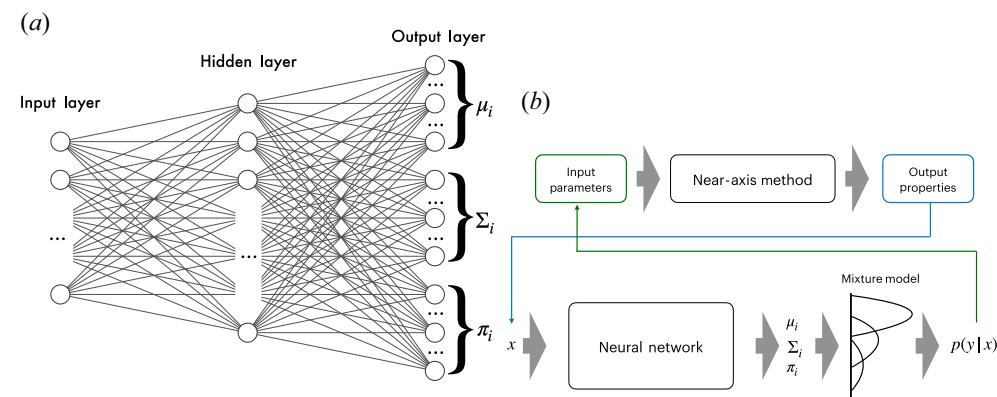 (a)
Output layer
Hidden layer
Input layer
...
...
...
...
μi
...
...
Σi
...
...
πi
(b)
Input
parameters
Near-axis method
Output
properties
Mixture model
x
Neural network
μi
Σi
πi
p(y | x)